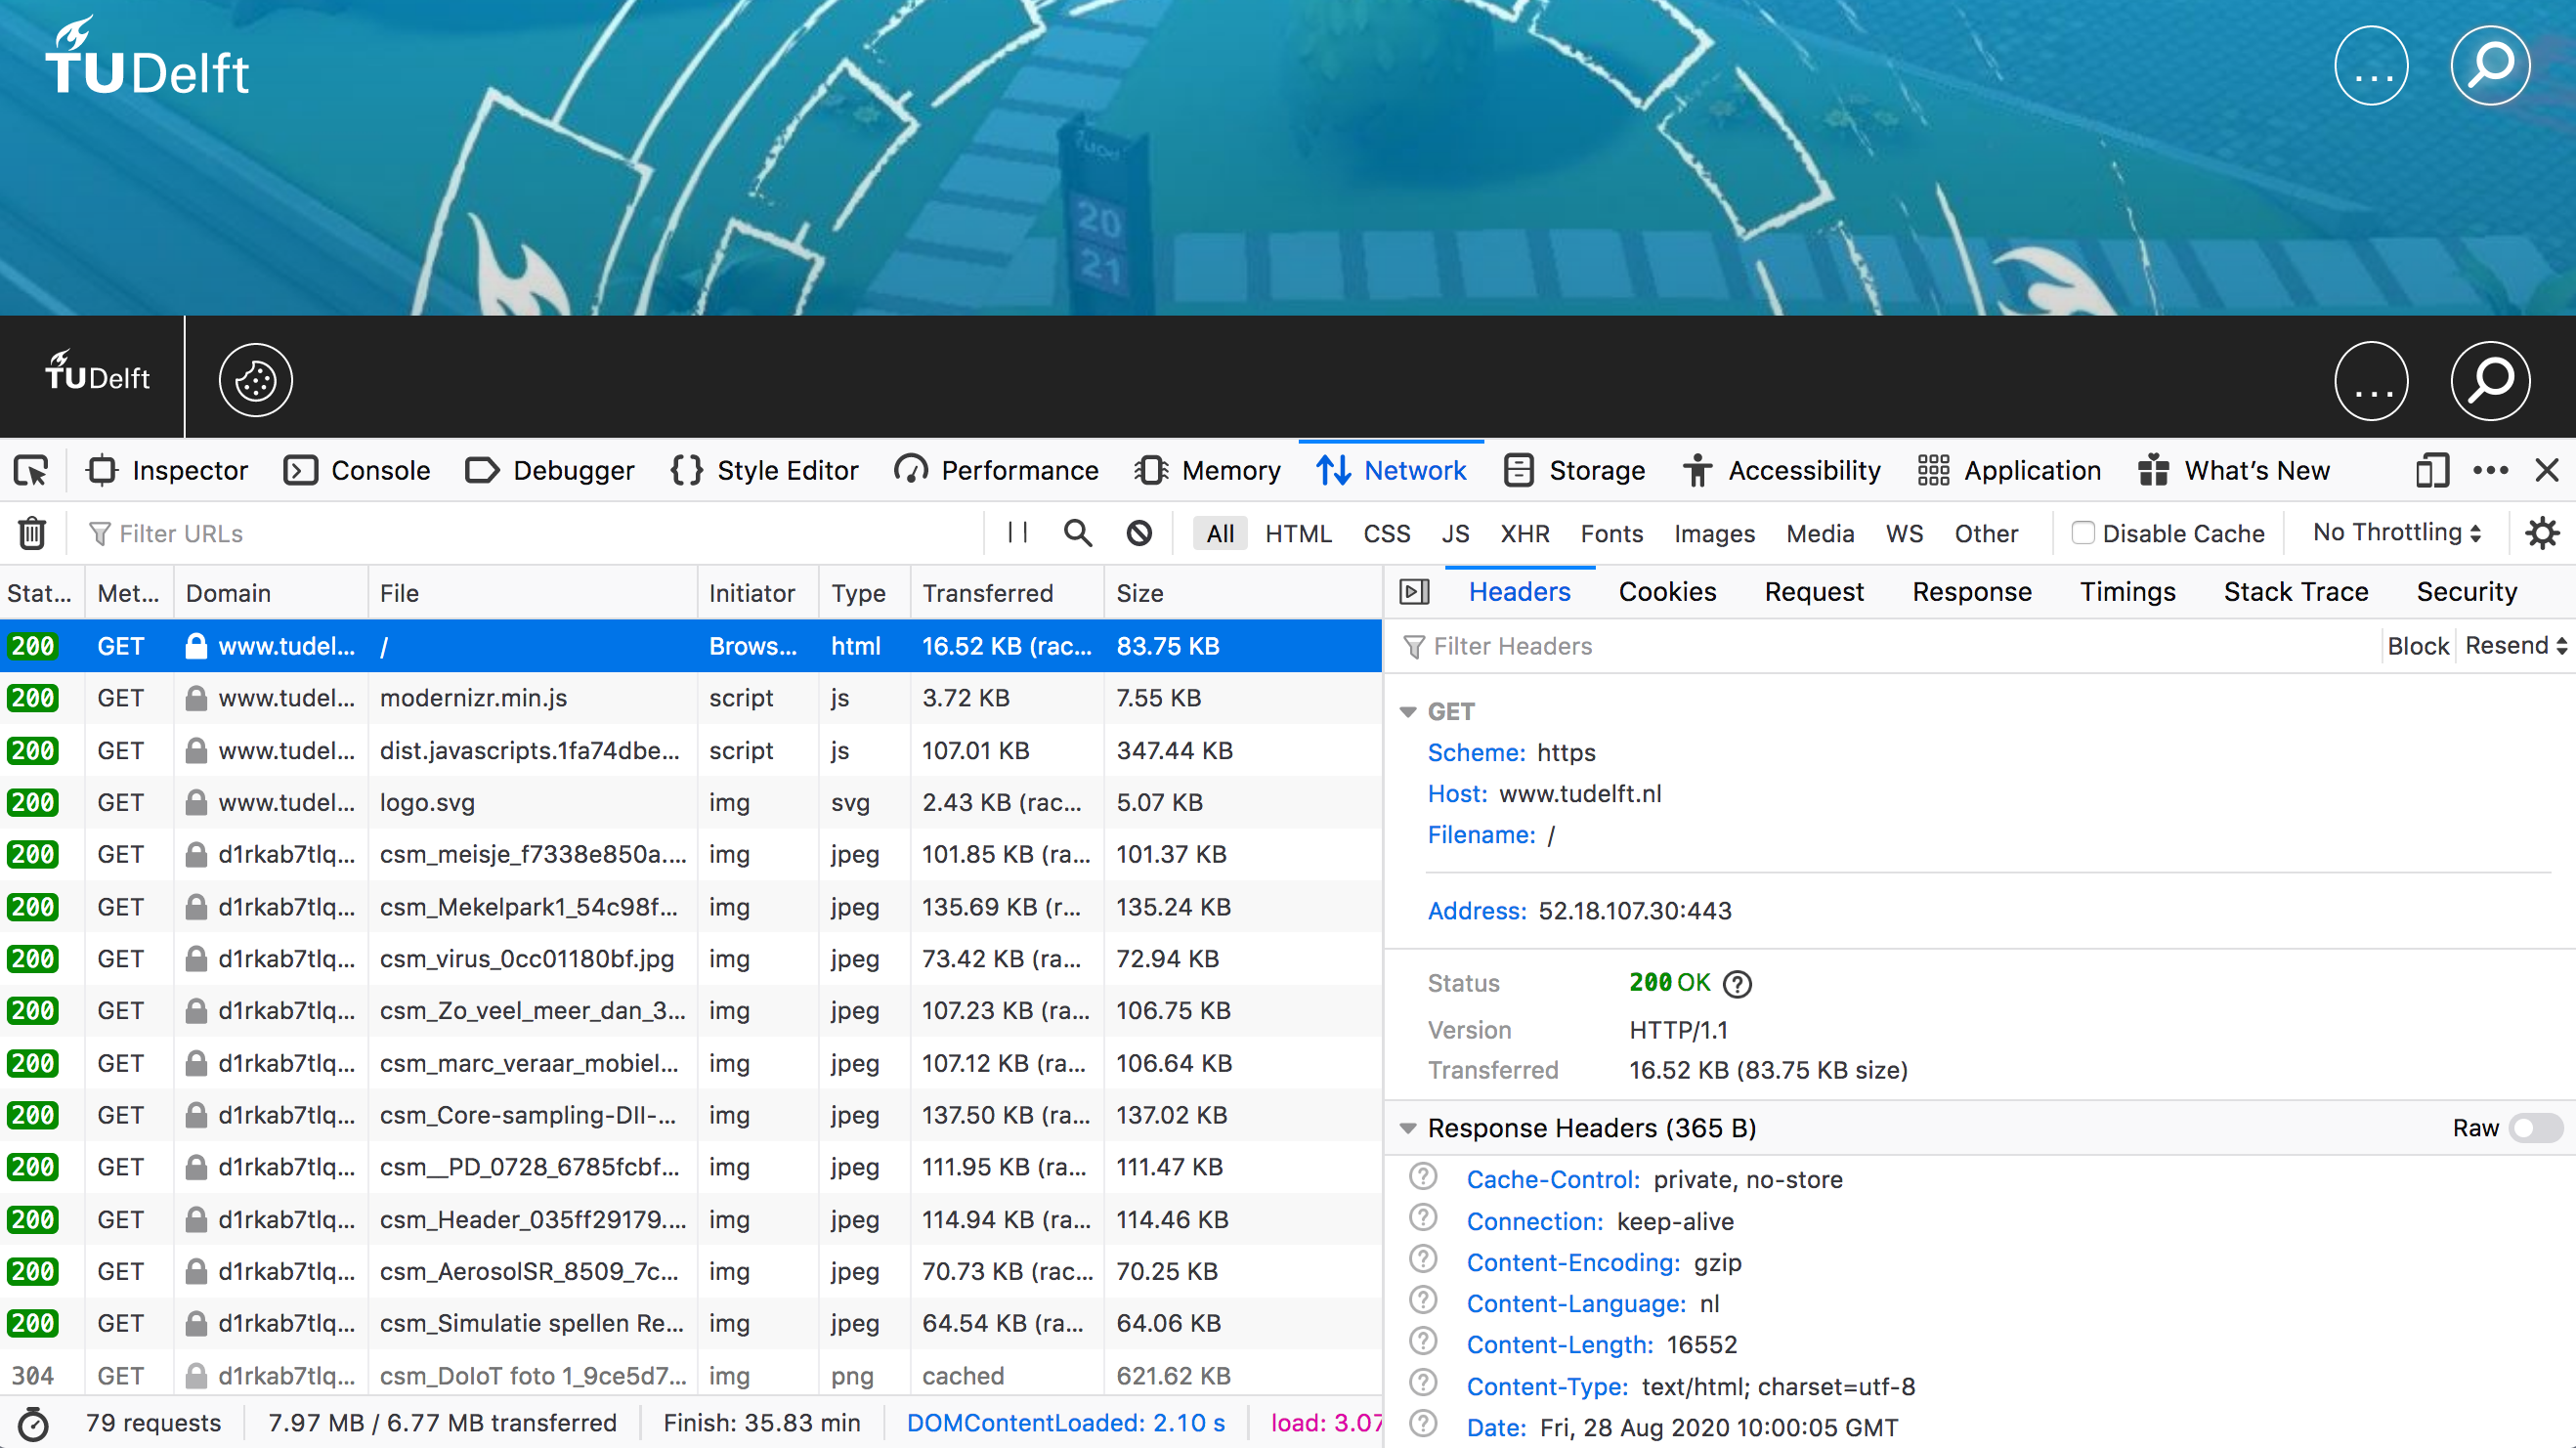 TU Delft
...
TUDelft
20
21
TU Delft
...
Inspector Console Debugger Style Editor Performance Memory Network Storage Accessibility Application What's New
Filter URLs All HTML CSS JS XHR Fonts Images Media WS Other Disable Cache No Throttling
Stat... Met... Domain File Initiator Type Transferred Size
200 GET www.tudel... / Brows... html 16.52 KB (rac... 83.75 KB
200 GET www.tudel... modernizr.min.js script js 3.72 KB 7.55 KB
200 GET www.tudel... dist.javascripts.1fa74dbe... script js 107.01 KB 347.44 KB
200 GET www.tudel... logo.svg img svg 2.43 KB (rac... 5.07 KB
200 GET d1rkab7tlq... csm_meisje_f7338e850a.... img jpeg 101.85 KB (ra... 101.37 KB
200 GET d1rkab7tlq... csm_Mekelpark1_54c98f... img jpeg 135.69 KB (r... 135.24 KB
200 GET d1rkab7tlq... csm_virus_0cc01180bf.jpg img jpeg 73.42 KB (ra... 72.94 KB
200 GET d1rkab7tlq... csm_Zo_veel_meer_dan_3... img jpeg 107.23 KB (ra... 106.75 KB
200 GET d1rkab7tlq... csm_marc_veraar_mobiel... img jpeg 107.12 KB (ra... 106.64 KB
200 GET d1rkab7tlq... csm_Core-sampling-DII-... img jpeg 137.50 KB (ra... 137.02 KB
200 GET d1rkab7tlq... csm__PD_0728_6785fcbf... img jpeg 111.95 KB (ra... 111.47 KB
200 GET d1rkab7tlq... csm_Header_035ff29179.... img jpeg 114.94 KB (ra... 114.46 KB
200 GET d1rkab7tlq... csm_AerosolSR_8509_7c... img jpeg 70.73 KB (rac... 70.25 KB
200 GET d1rkab7tlq... csm_Simulatie spellen Re... img jpeg 64.54 KB (ra... 64.06 KB
304 GET d1rkab7tlq... csm_DoIoT foto 1_9ce5d7... img png cached 621.62 KB
79 requests 7.97 MB / 6.77 MB transferred Finish: 35.83 min DOMContentLoaded: 2.10 s load: 3.07
Headers Cookies Request Response Timings Stack Trace Security
Filter Headers Block Resend
GET
Scheme: https
Host: www.tudelft.nl
Filename: /
Address: 52.18.107.30:443
Status 200 OK ?
Version HTTP/1.1
Transferred 16.52 KB (83.75 KB size)
Response Headers (365 B) Raw
? Cache-Control: private, no-store
? Connection: keep-alive
? Content-Encoding: gzip
? Content-Language: nl
? Content-Length: 16552
? Content-Type: text/html; charset=utf-8
? Date: Fri, 28 Aug 2020 10:00:05 GMT